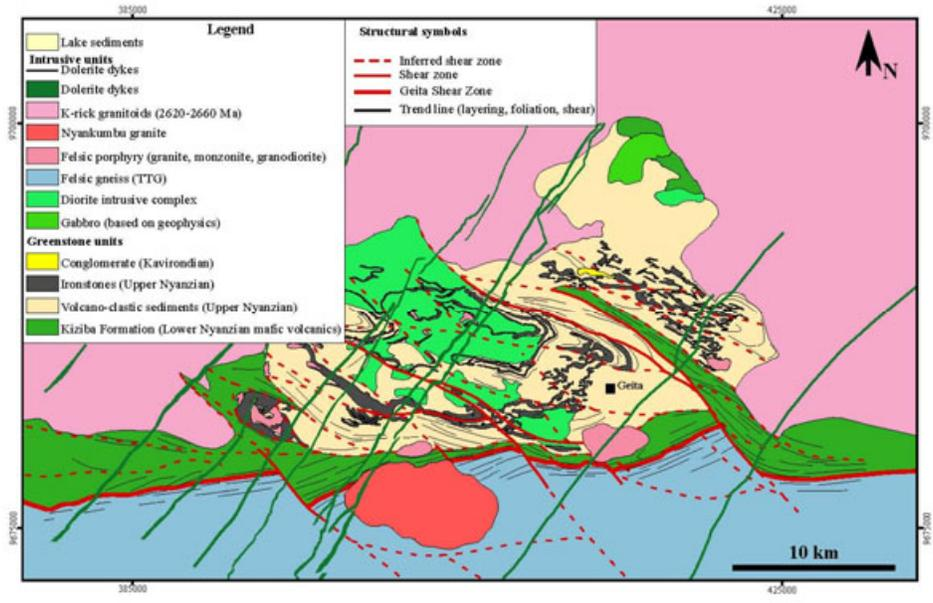 385000
425000
Legend
Lake sediments
Intrusive units
Dolerite dykes
Dolerite dykes
K-rick granitoids (2620-2660 Ma)
Nyankumbu granite
Felsic porphyry (granite, monzonite, granodiorite)
Felsic gneiss (TTG)
Diorite intrusive complex
Gabbro (based on geophysics)
Greenstone units
Conglomerate (Kavirondian)
Ironstones (Upper Nyanzian)
Volcano-clastic sediments (Upper Nyanzian)
Kiziba Formation (Lower Nyanzian mafic volcanics)
Structural symbols
Inferred shear zone
Shear zone
Geita Shear Zone
Trend line (layering, foliation, shear)
N
9700000
9700000
Geita
9675000
9675000
10 km
385000
425000